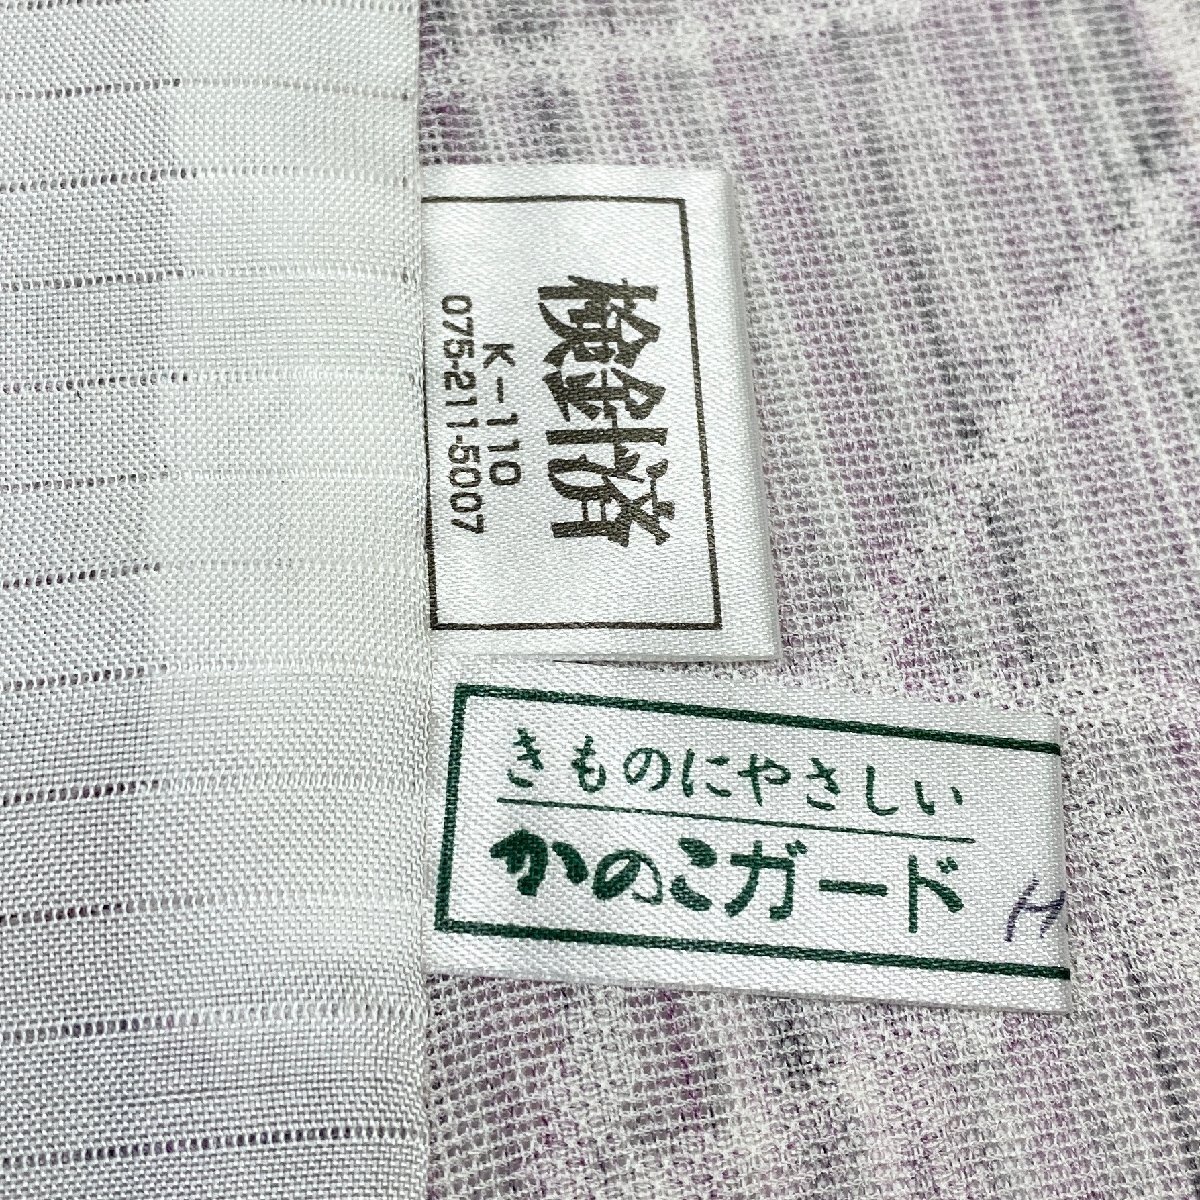 検針済
K-110
075-211-5007
きものにやさしい
かのこガード
H